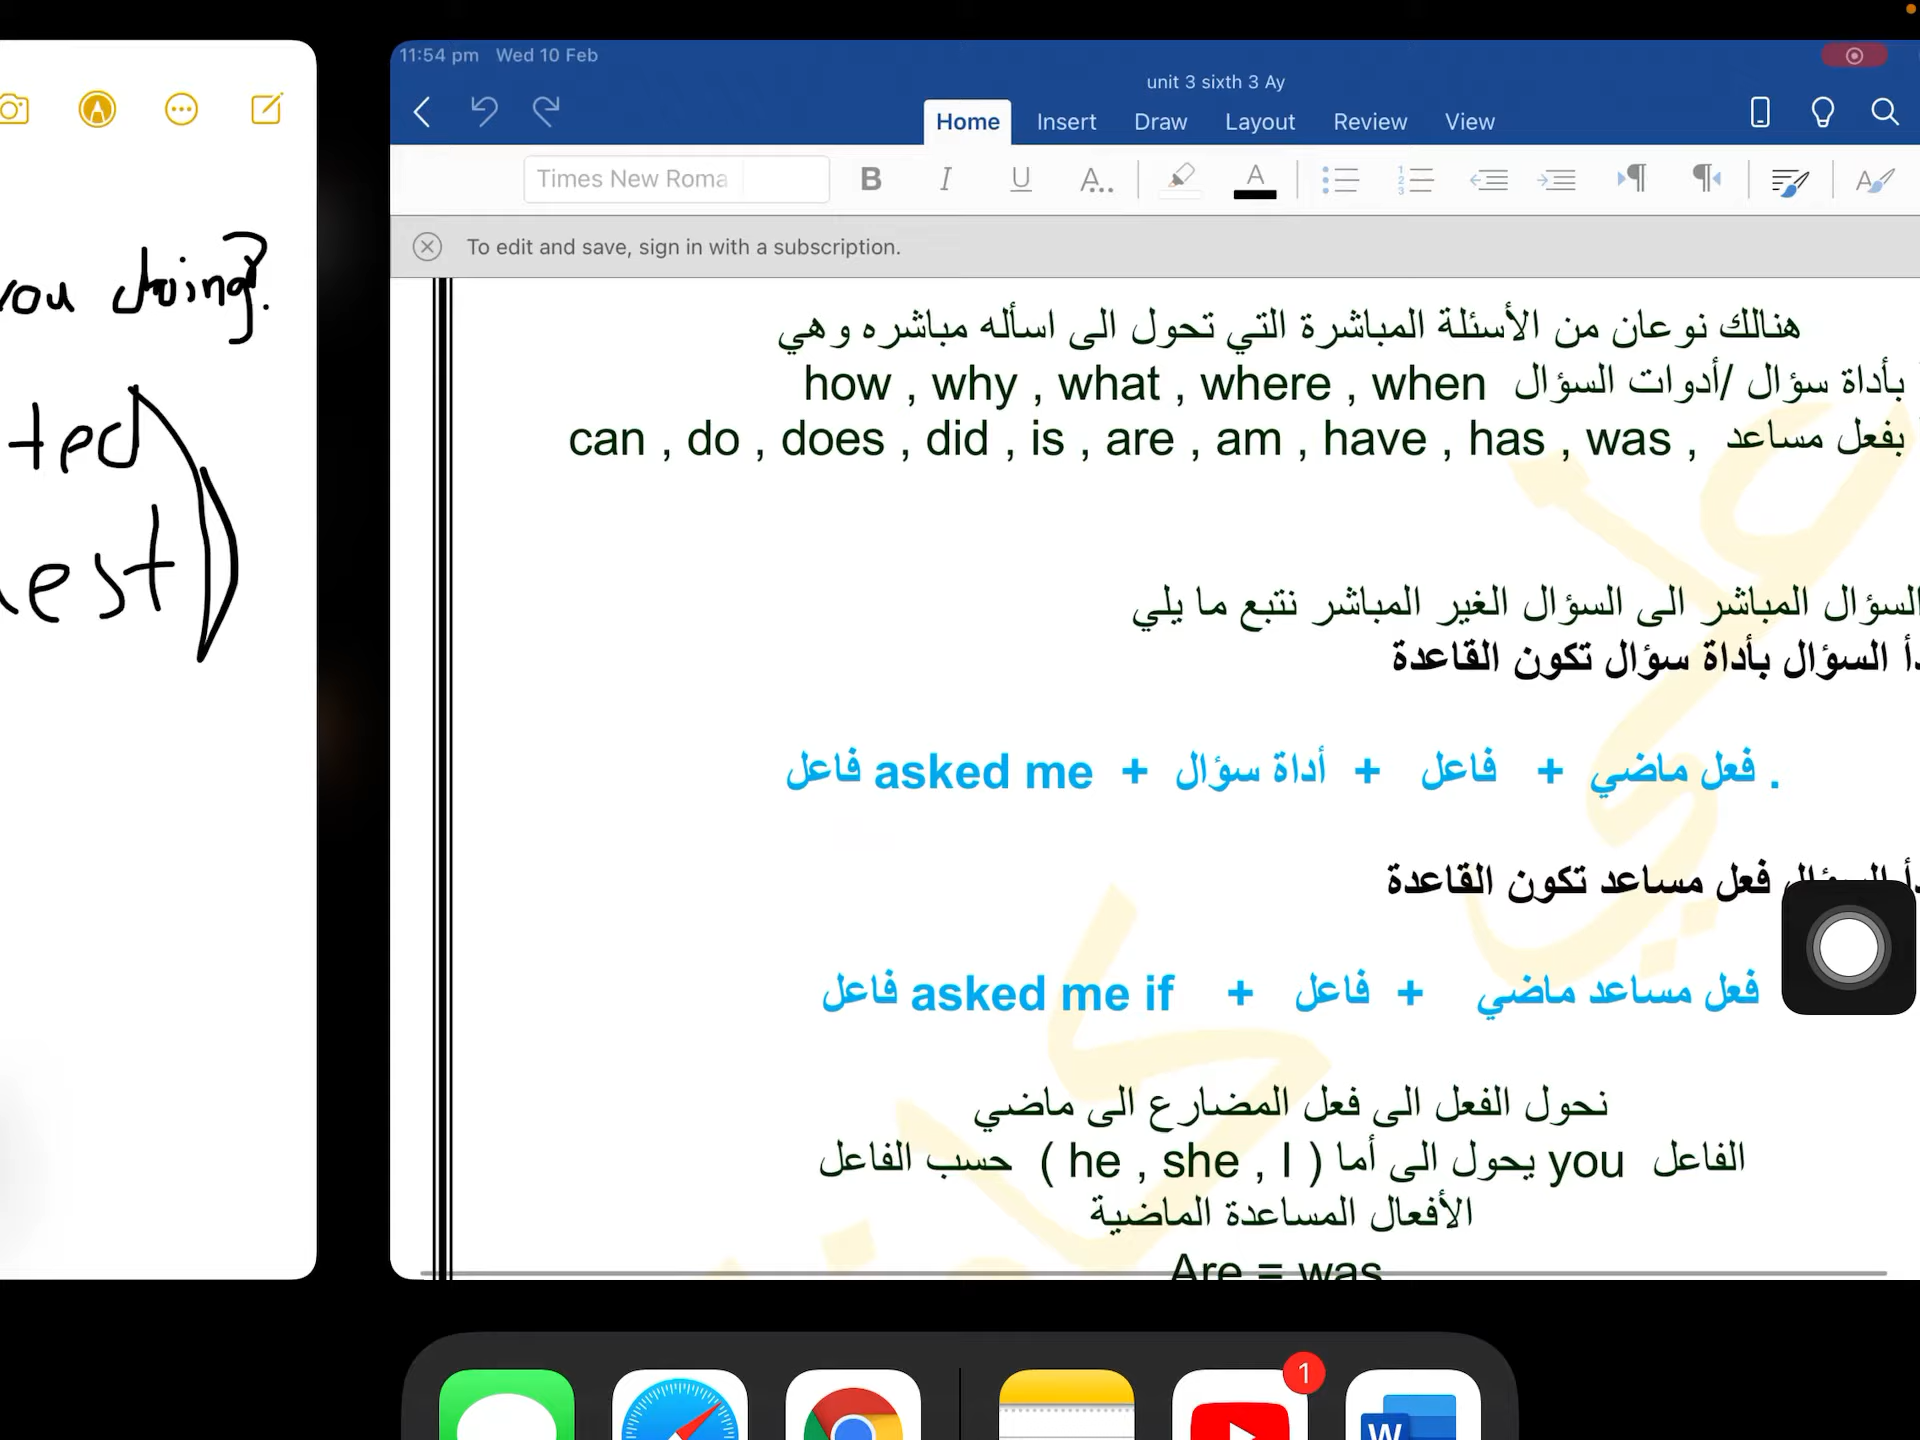 you doing?
ted
est
11:54 pm Wed 10 Feb
unit 3 sixth 3 Ay
Home Insert Draw Layout Review View
Times New Roma
B I U A..
To edit and save, sign in with a subscription.
هنالك نوعان من الأسئلة المباشرة التي تحول الى اسأله مباشره وهي
بأداة سؤال /أدوات السؤال how , why , what , where , when
بفعل مساعد can , do , does , did , is , are , am , have , has , was ,
السؤال المباشر الى السؤال الغير المباشر نتبع ما يلي
دأ السؤال بأداة سؤال تكون القاعدة
فاعل asked me + أداة سؤال + فاعل + فعل ماضي .
دأ السؤال فعل مساعد تكون القاعدة
فاعل asked me if + فاعل + فعل مساعد ماضي
نحول الفعل الى فعل المضارع الى ماضي
الفاعل you يحول الى أما ( he , she , I ) حسب الفاعل
الأفعال المساعدة الماضية
Are = was
1
W